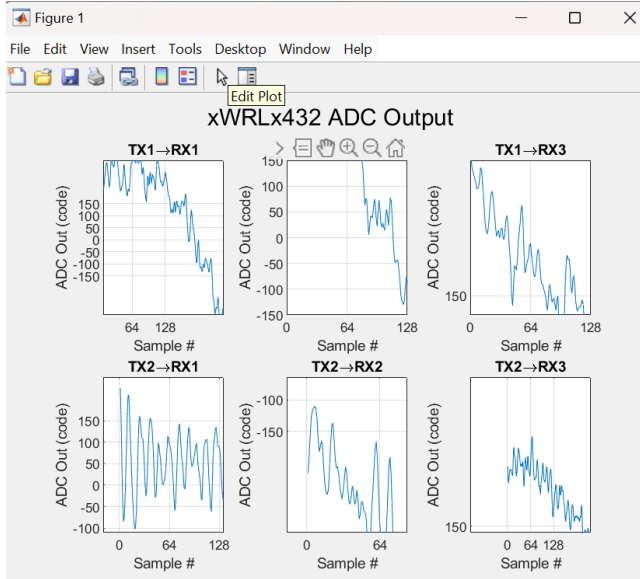 Figure 1
File Edit View Insert Tools Desktop Window Help
Edit Plot
xWRLx432 ADC Output
TX1→RX1
ADC Out (code)
150
100
50
0
-50
-100
-150
64 128
Sample #
ADC Out (code)
150
100
50
0
-50
-100
-150
0 64 128
Sample #
TX1→RX3
ADC Out (code)
150
0 64 128
Sample #
TX2→RX1
ADC Out (code)
150
100
50
0
-50
-100
0 64 128
Sample #
TX2→RX2
ADC Out (code)
-100
-150
0 64
Sample #
TX2→RX3
ADC Out (code)
150
0 64 128
Sample #